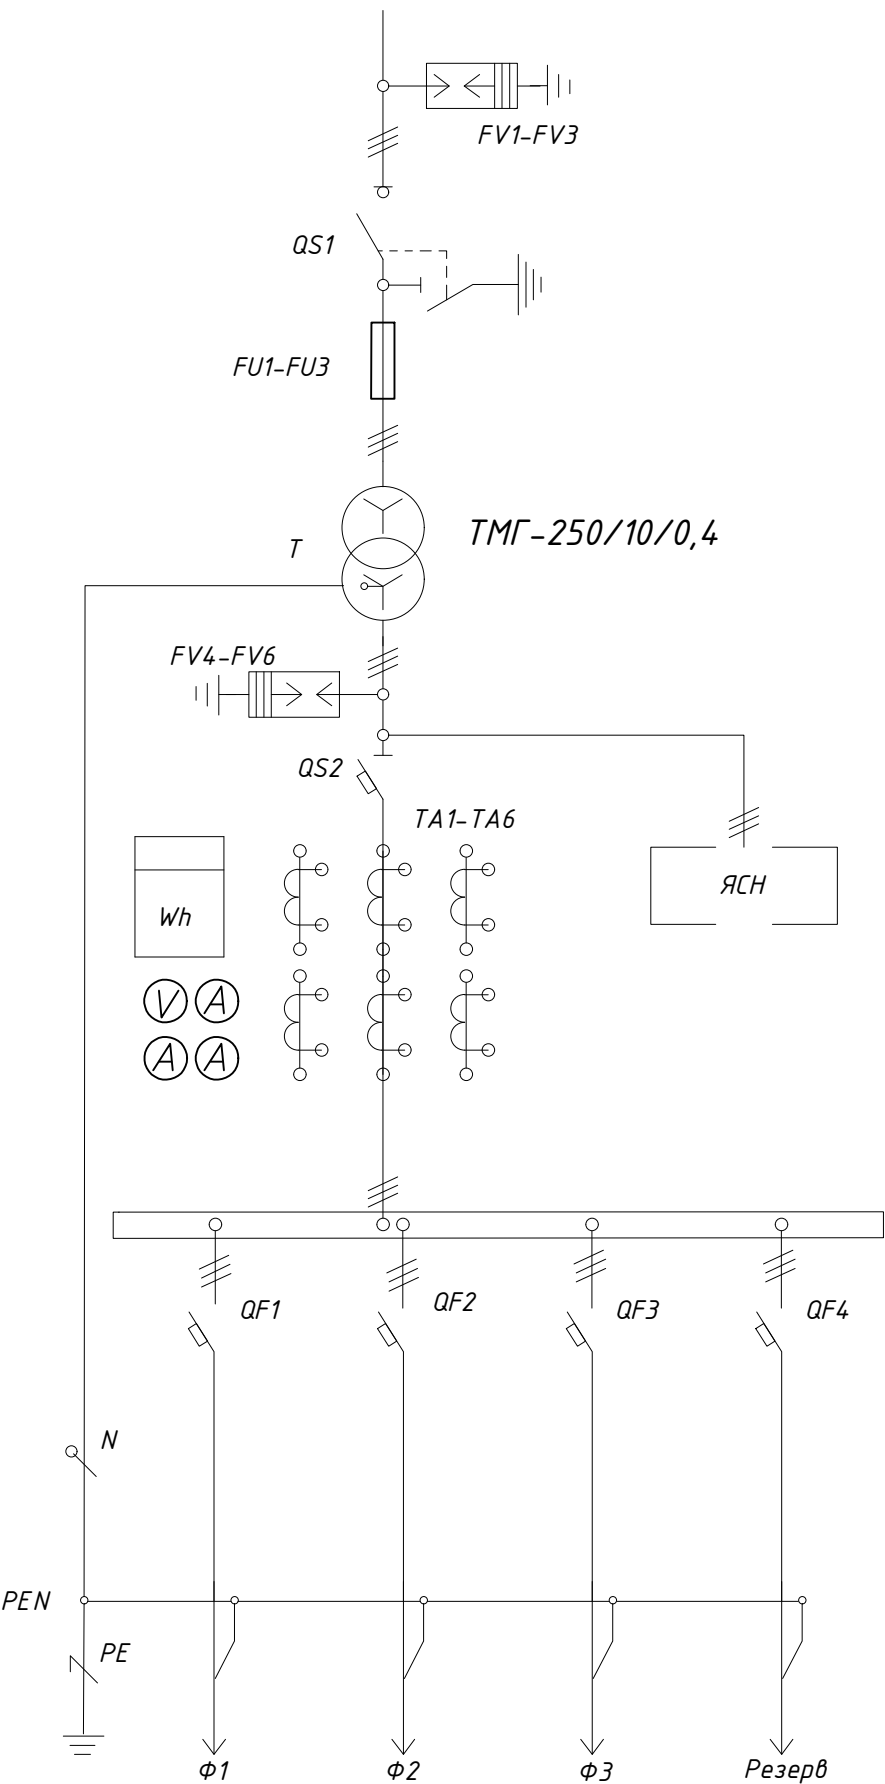 FV1-FV3
QS1
FU1-FU3
ТМГ-250/10/0,4
T
FV4-FV6
QS2
TA1-TA6
ЯСН
Wh
V A
A A
QF1
QF2
QF3
QF4
N
PEN
PE
Ф1
Ф2
Ф3
Резерв